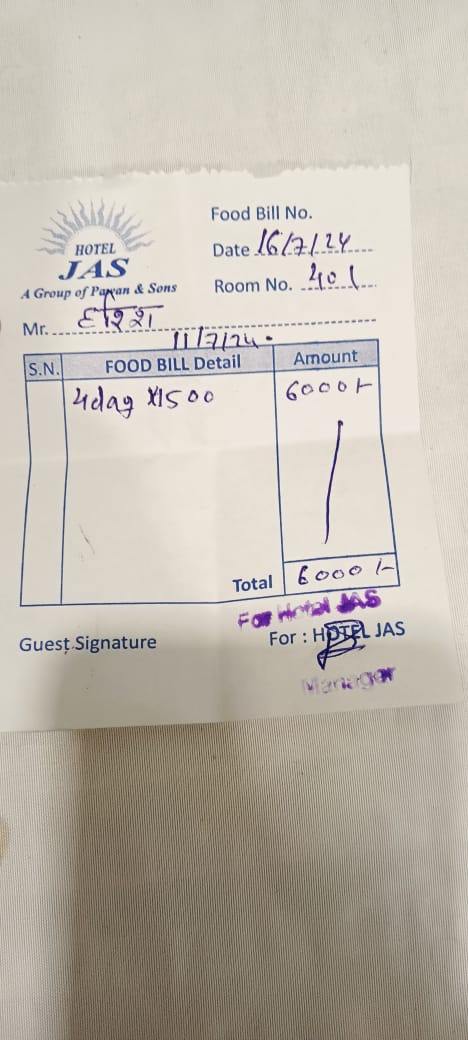 HOTEL
JAS
A Group of Pawan & Sons
Food Bill No.
Date 16/7/24
Room No. 401
Mr. हरिश
11/7/24.
S.N. FOOD BILL Detail Amount
4day X1500 6000/-
Total 6000/-
For Hotel JAS
Guest Signature For : HOTEL JAS
Manager